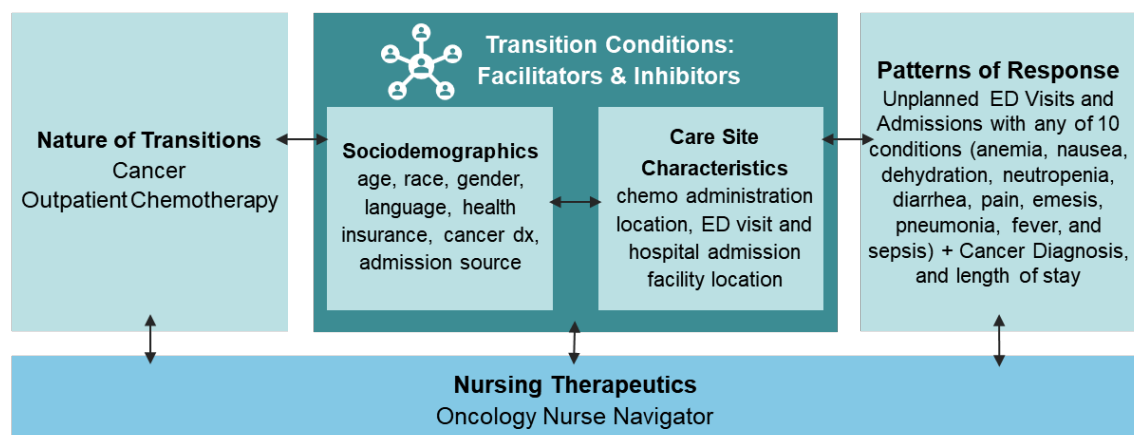 Nature of Transitions
Cancer
Outpatient Chemotherapy
Transition Conditions:
Facilitators & Inhibitors
Sociodemographics
age, race, gender,
language, health
insurance, cancer dx,
admission source
Care Site
Characteristics
chemo administration
location, ED visit and
hospital admission
facility location
Patterns of Response
Unplanned ED Visits and
Admissions with any of 10
conditions (anemia, nausea,
dehydration, neutropenia,
diarrhea, pain, emesis,
pneumonia, fever, and
sepsis) + Cancer Diagnosis,
and length of stay
Nursing Therapeutics
Oncology Nurse Navigator